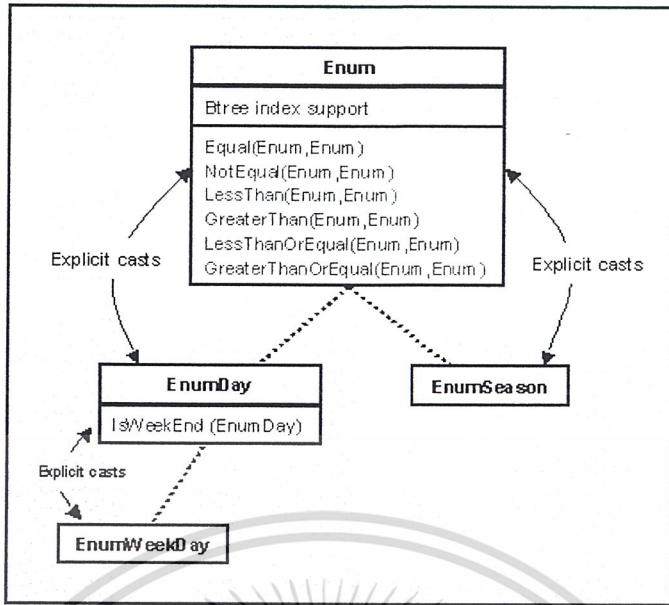 Enum
Btree index support
Equal(Enum,Enum)
NotEqual(Enum,Enum)
LessThan(Enum,Enum)
GreaterThan(Enum,Enum)
LessThanOrEqual(Enum,Enum)
GreaterThanOrEqual(Enum,Enum)
Explicit casts
Explicit casts
EnumDay
IsWeekEnd (EnumDay)
EnumSeason
Explicit casts
EnumWeekDay